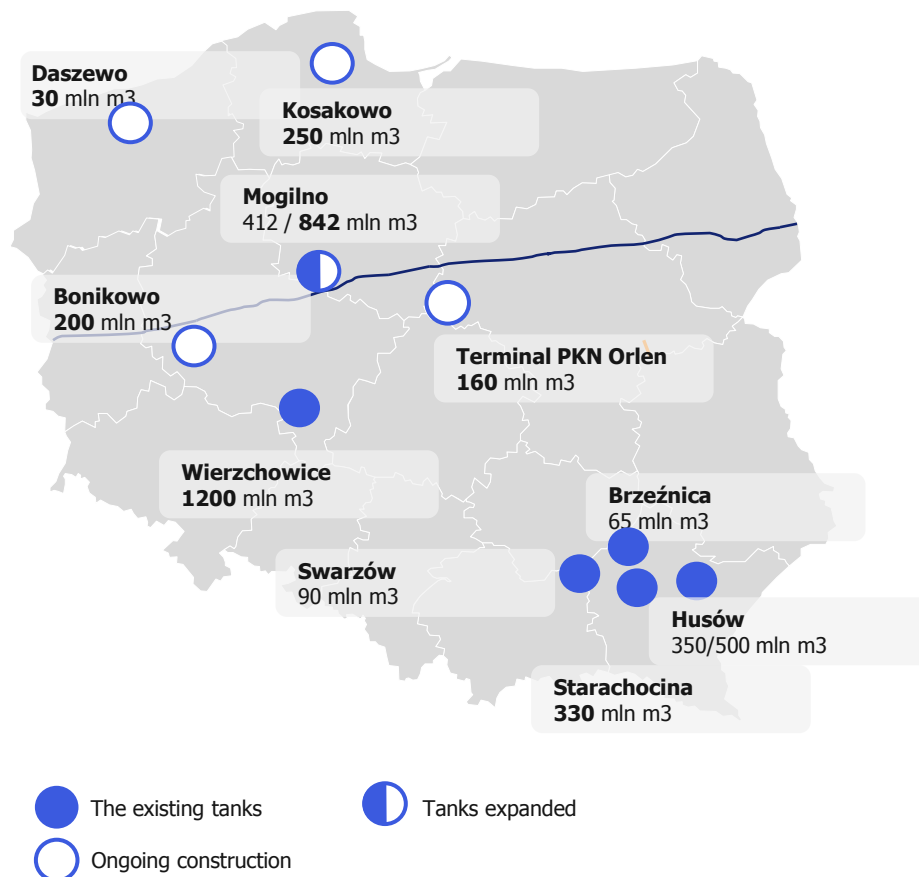 Daszewo
30 mln m3
Kosakowo
250 mln m3
Mogilno
412 / 842 mln m3
Bonikowo
200 mln m3
Terminal PKN Orlen
160 mln m3
Wierzchowice
1200 mln m3
Brzeźnica
65 mln m3
Swarzów
90 mln m3
Husów
350/500 mln m3
Starachocina
330 mln m3
The existing tanks
Tanks expanded
Ongoing construction